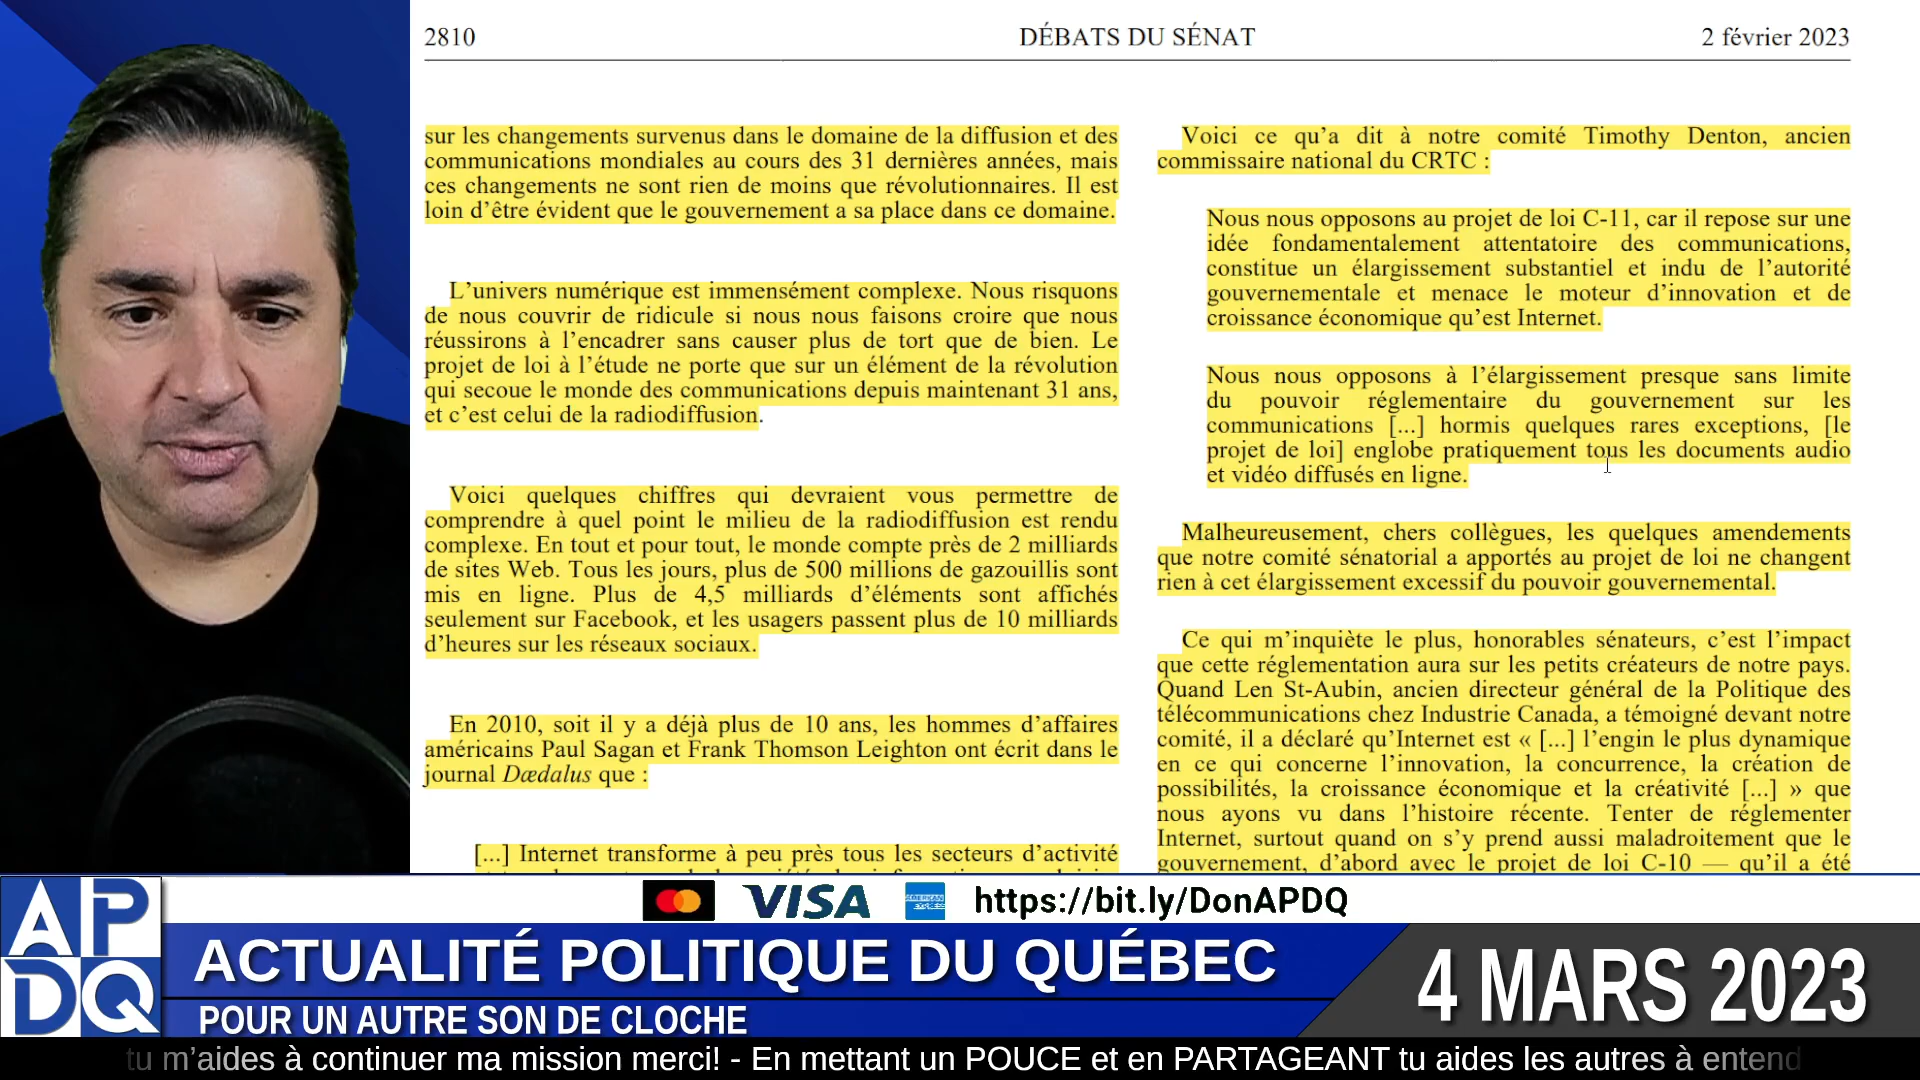 2810 DÉBATS DU SÉNAT 2 février 2023
sur les changements survenus dans le domaine de la diffusion et des
communications mondiales au cours des 31 dernières années, mais
ces changements ne sont rien de moins que révolutionnaires. Il est
loin d’être évident que le gouvernement a sa place dans ce domaine.
L’univers numérique est immensément complexe. Nous risquons
de nous couvrir de ridicule si nous nous faisons croire que nous
réussirons à l’encadrer sans causer plus de tort que de bien. Le
projet de loi à l’étude ne porte que sur un élément de la révolution
qui secoue le monde des communications depuis maintenant 31 ans,
et c’est celui de la radiodiffusion.
Voici quelques chiffres qui devraient vous permettre de
comprendre à quel point le milieu de la radiodiffusion est rendu
complexe. En tout et pour tout, le monde compte près de 2 milliards
de sites Web. Tous les jours, plus de 500 millions de gazouillis sont
mis en ligne. Plus de 4,5 milliards d’éléments sont affichés
seulement sur Facebook, et les usagers passent plus de 10 milliards
d’heures sur les réseaux sociaux.
En 2010, soit il y a déjà plus de 10 ans, les hommes d’affaires
américains Paul Sagan et Frank Thomson Leighton ont écrit dans le
journal Dædalus que :
[...] Internet transforme à peu près tous les secteurs d’activité
Voici ce qu’a dit à notre comité Timothy Denton, ancien
commissaire national du CRTC :
Nous nous opposons au projet de loi C-11, car il repose sur une
idée fondamentalement attentatoire des communications,
constitue un élargissement substantiel et indu de l’autorité
gouvernementale et menace le moteur d’innovation et de
croissance économique qu’est Internet.
Nous nous opposons à l’élargissement presque sans limite
du pouvoir réglementaire du gouvernement sur les
communications [...] hormis quelques rares exceptions, [le
projet de loi] englobe pratiquement tous les documents audio
et vidéo diffusés en ligne.
Malheureusement, chers collègues, les quelques amendements
que notre comité sénatorial a apportés au projet de loi ne changent
rien à cet élargissement excessif du pouvoir gouvernemental.
Ce qui m’inquiète le plus, honorables sénateurs, c’est l’impact
que cette réglementation aura sur les petits créateurs de notre pays.
Quand Len St-Aubin, ancien directeur général de la Politique des
télécommunications chez Industrie Canada, a témoigné devant notre
comité, il a déclaré qu’Internet est « [...] l’engin le plus dynamique
en ce qui concerne l’innovation, la concurrence, la création de
possibilités, la croissance économique et la créativité [...] » que
nous ayons vu dans l’histoire récente. Tenter de réglementer
Internet, surtout quand on s’y prend aussi maladroitement que le
gouvernement, d’abord avec le projet de loi C-10 — qu’il a été
VISA AMERICAN https://bit.ly/DonAPDQ
AP
DQ
ACTUALITÉ POLITIQUE DU QUÉBEC
POUR UN AUTRE SON DE CLOCHE
4 MARS 2023
tu m’aides à continuer ma mission merci! - En mettant un POUCE et en PARTAGEANT tu aides les autres à entend